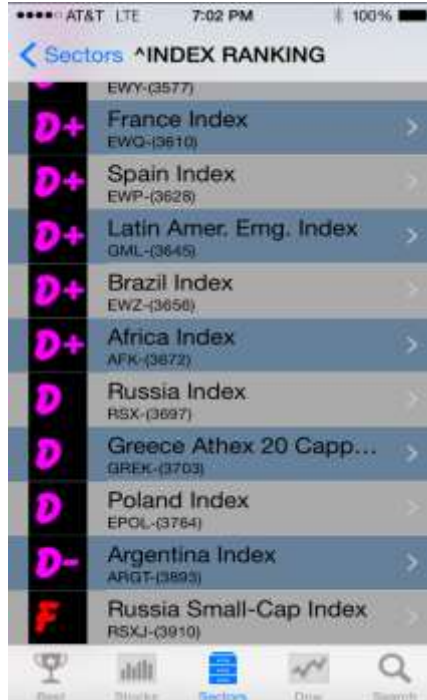 AT&T LTE 7:02 PM 100%
Sectors ^INDEX RANKING
EWY-(3577)
D+ France Index
EWQ-(3610)
D+ Spain Index
EWP-(3628)
D+ Latin Amer. Emg. Index
GML-(3645)
D+ Brazil Index
EWZ-(3656)
D+ Africa Index
AFK-(3672)
D Russia Index
RSX-(3697)
D Greece Athex 20 Capp...
GREK-(3703)
D Poland Index
EPOL-(3764)
D- Argentina Index
ARGT-(3893)
F Russia Small-Cap Index
RSXJ-(3910)
Best Stocks Sectors Dow Search